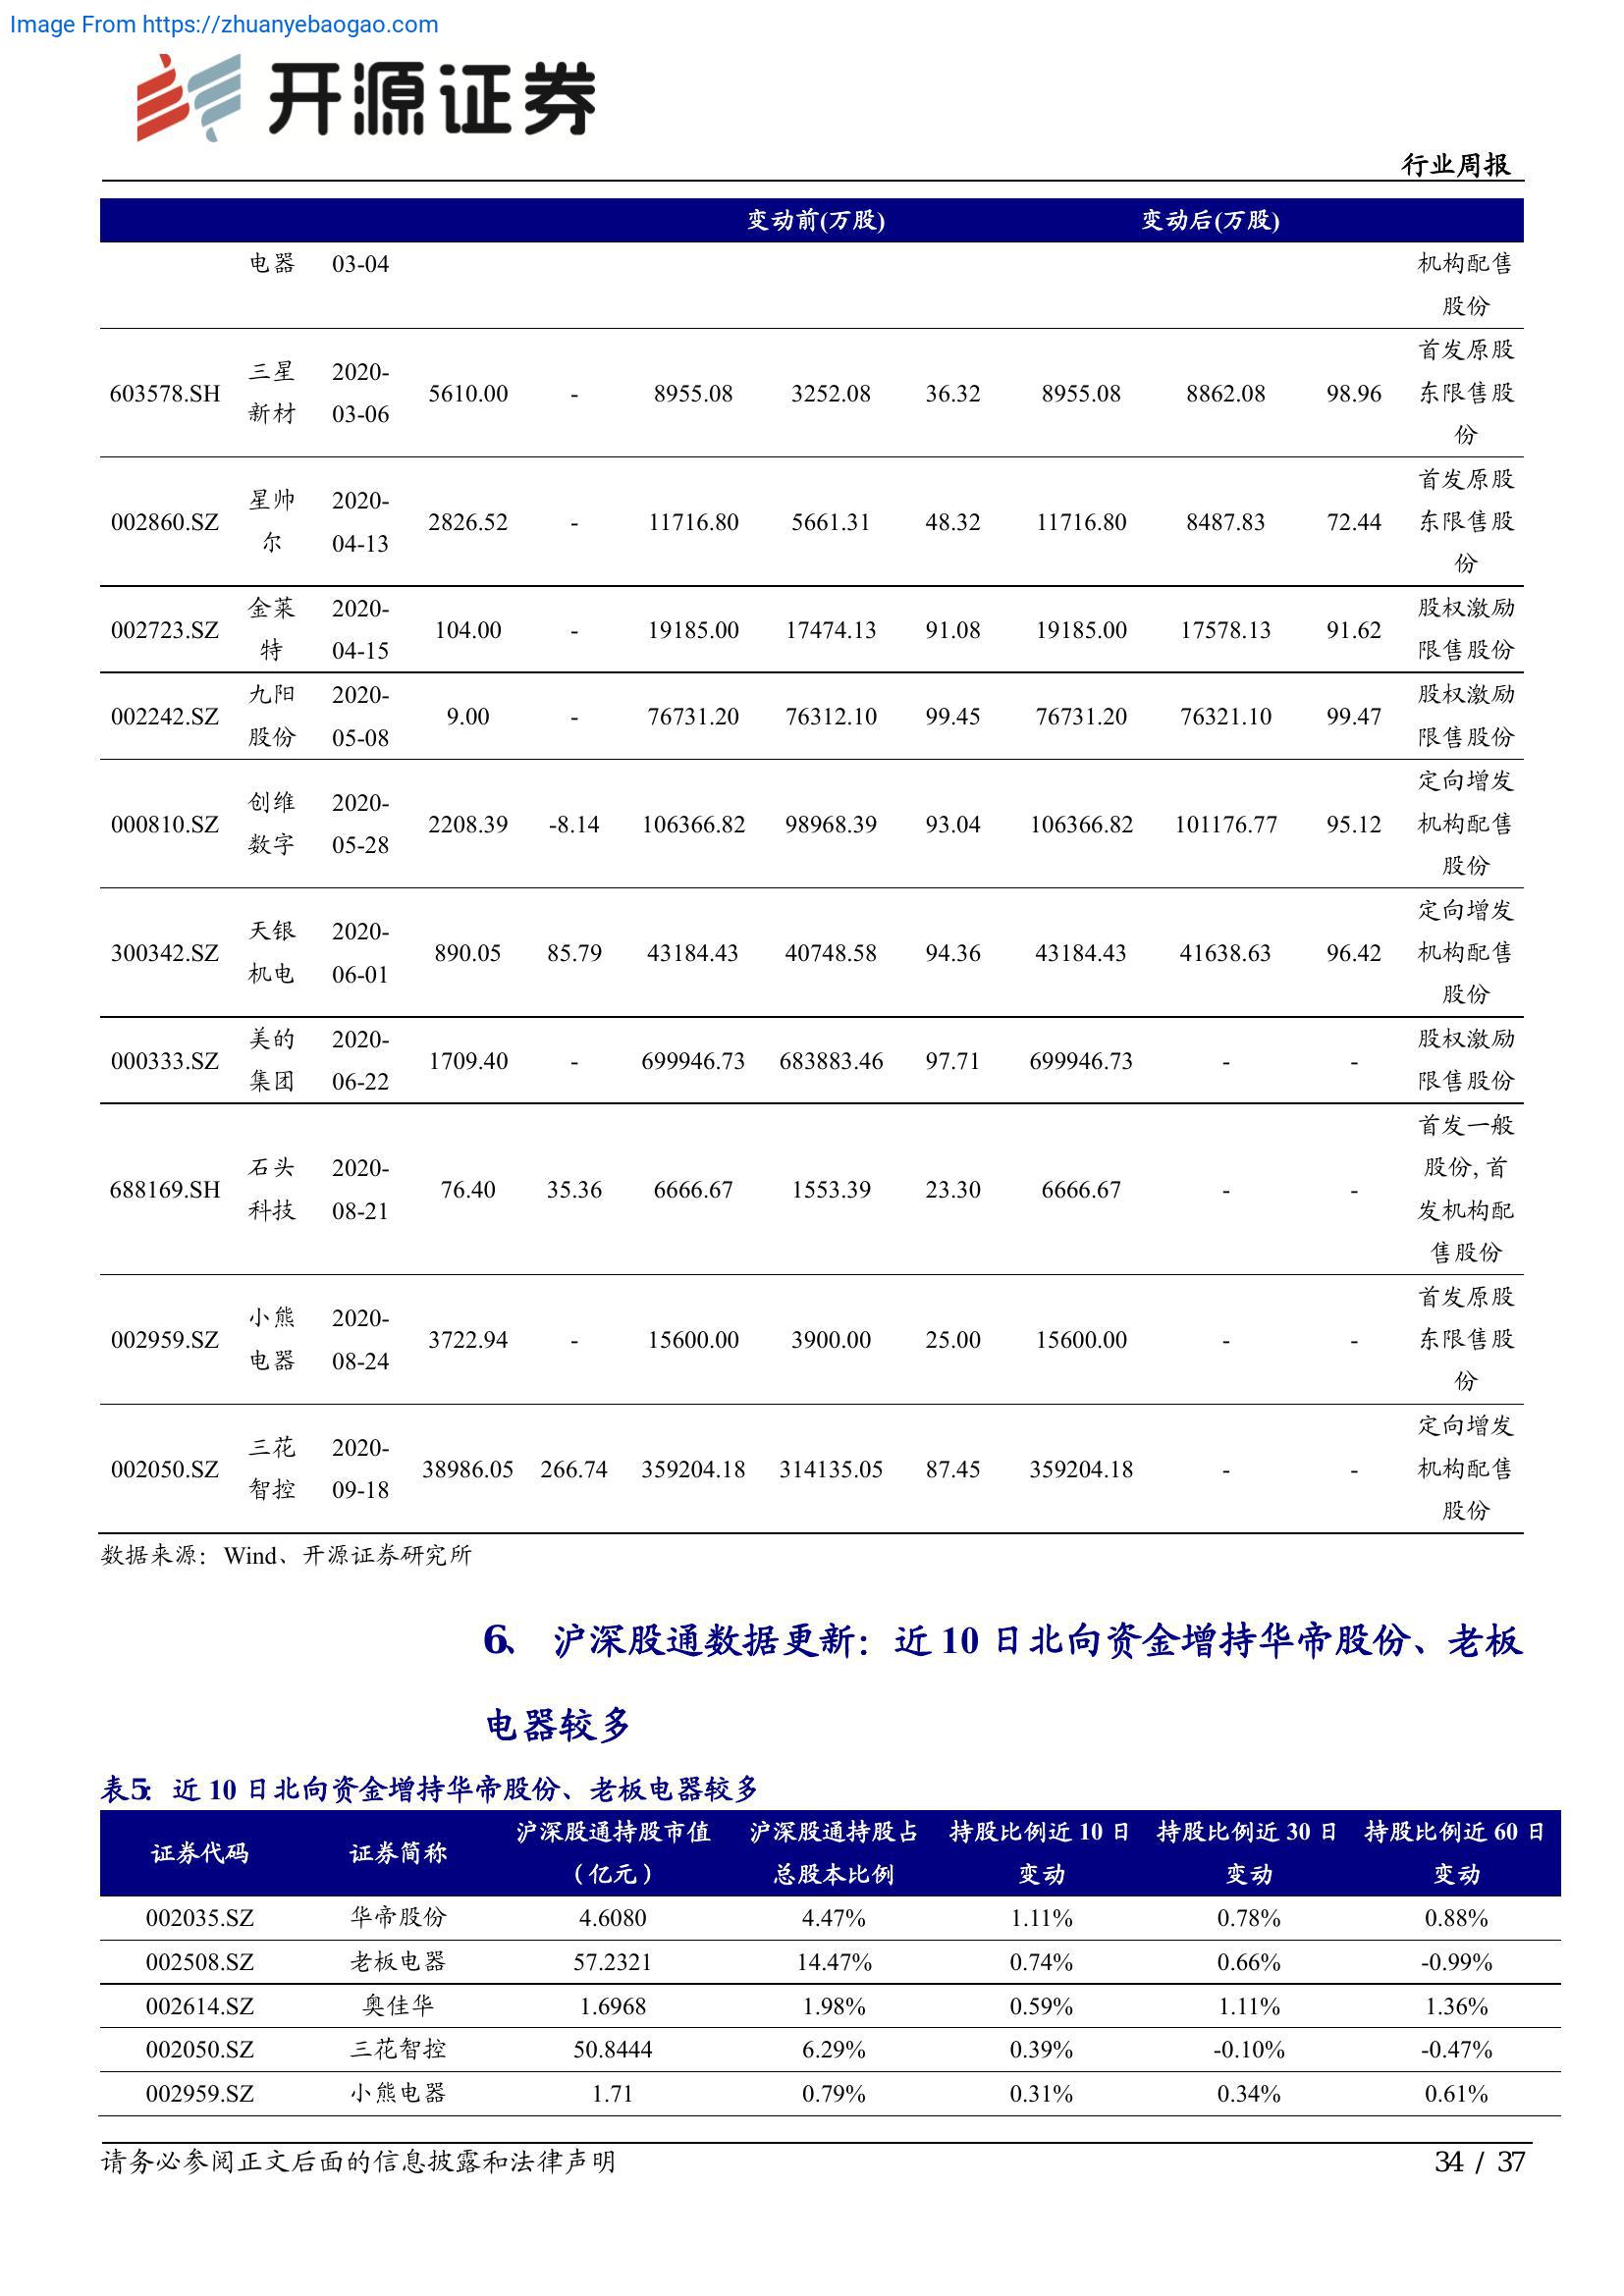 Image From https://zhuanyebaogao.com
开源证券
行业周报
变动前(万股) 变动后(万股)
电器 03-04 机构配售
股份
首发原股
三星 2020-
603578.SH 5610.00 - 8955.08 3252.08 36.32 8955.08 8862.08 98.96 东限售股
新材 03-06
份
首发原股
星帅 2020-
002860.SZ 2826.52 - 11716.80 5661.31 48.32 11716.80 8487.83 72.44 东限售股
尔 04-13
份
金莱 2020- 股权激励
002723.SZ 104.00 - 19185.00 17474.13 91.08 19185.00 17578.13 91.62
特 04-15 限售股份
九阳 2020- 股权激励
002242.SZ 9.00 - 76731.20 76312.10 99.45 76731.20 76321.10 99.47
股份 05-08 限售股份
定向增发
创维 2020-
000810.SZ 2208.39 -8.14 106366.82 98968.39 93.04 106366.82 101176.77 95.12 机构配售
数字 05-28
股份
定向增发
天银 2020-
300342.SZ 890.05 85.79 43184.43 40748.58 94.36 43184.43 41638.63 96.42 机构配售
机电 06-01
股份
美的 2020- 股权激励
000333.SZ 1709.40 - 699946.73 683883.46 97.71 699946.73 - -
集团 06-22 限售股份
首发一般
石头 2020- 股份, 首
688169.SH 76.40 35.36 6666.67 1553.39 23.30 6666.67 - -
科技 08-21 发机构配
售股份
首发原股
小熊 2020-
002959.SZ 3722.94 - 15600.00 3900.00 25.00 15600.00 - - 东限售股
电器 08-24
份
定向增发
三花 2020-
002050.SZ 38986.05 266.74 359204.18 314135.05 87.45 359204.18 - - 机构配售
智控 09-18
股份
数据来源：Wind、开源证券研究所
6、 沪深股通数据更新：近 10 日北向资金增持华帝股份、老板
电器较多
表5： 近 10 日北向资金增持华帝股份、老板电器较多
沪深股通持股市值 沪深股通持股占 持股比例近 10 日 持股比例近 30 日 持股比例近 60 日
证券代码 证券简称
（亿元） 总股本比例 变动 变动 变动
002035.SZ 华帝股份 4.6080 4.47% 1.11% 0.78% 0.88%
002508.SZ 老板电器 57.2321 14.47% 0.74% 0.66% -0.99%
002614.SZ 奥佳华 1.6968 1.98% 0.59% 1.11% 1.36%
002050.SZ 三花智控 50.8444 6.29% 0.39% -0.10% -0.47%
002959.SZ 小熊电器 1.71 0.79% 0.31% 0.34% 0.61%
请务必参阅正文后面的信息披露和法律声明 34 / 37